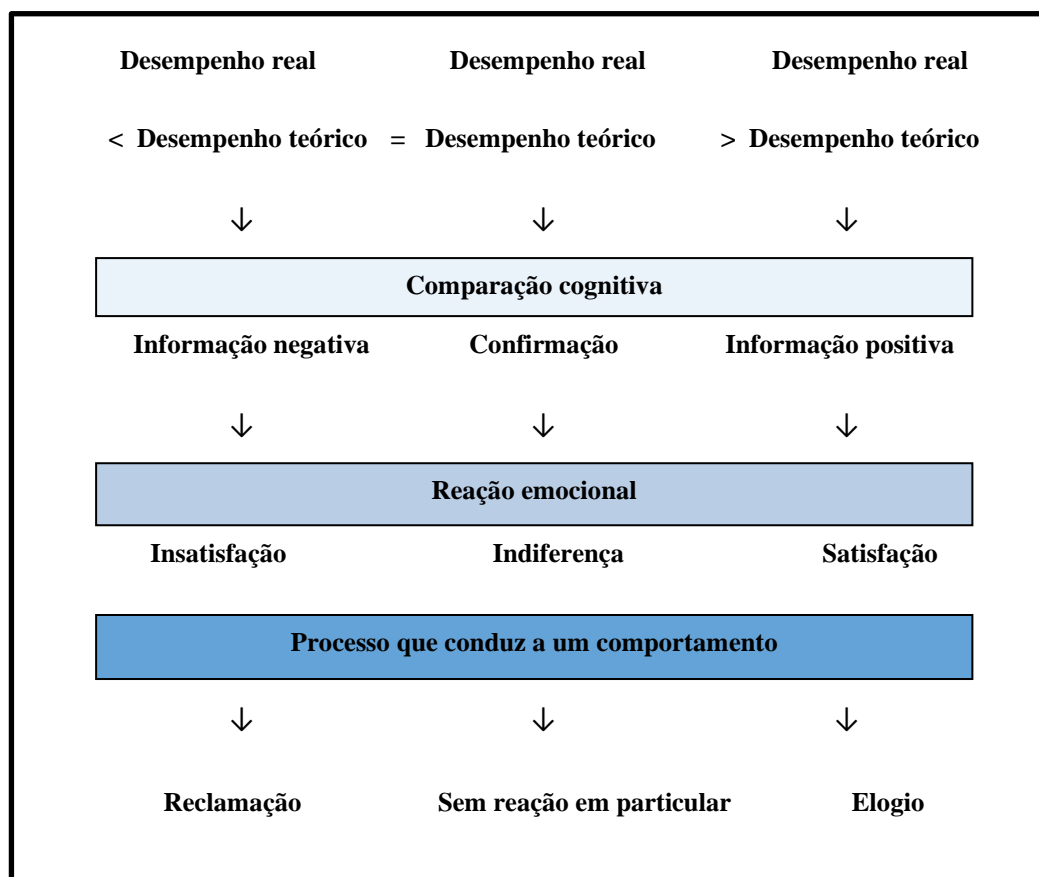 Desempenho real Desempenho real Desempenho real
< Desempenho teórico = Desempenho teórico > Desempenho teórico
↓ ↓ ↓
Comparação cognitiva
Informação negativa Confirmação Informação positiva
↓ ↓ ↓
Reação emocional
Insatisfação Indiferença Satisfação
Processo que conduz a um comportamento
↓ ↓ ↓
Reclamação Sem reação em particular Elogio